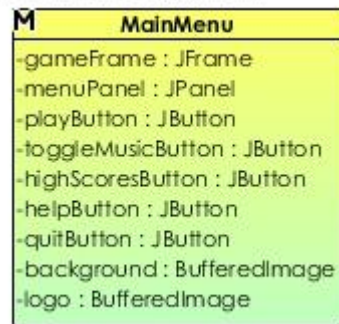 M MainMenu
-gameFrame : JFrame
-menuPanel : JPanel
-playButton : JButton
-toggleMusicButton : JButton
-highScoresButton : JButton
-helpButton : JButton
-quitButton : JButton
-background : BufferedImage
-logo : BufferedImage